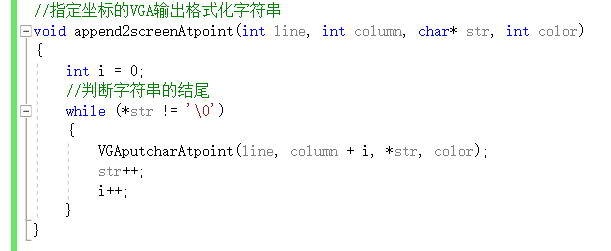 //指定坐标的VGA输出格式化字符串
void append2screenAtpoint(int line, int column, char* str, int color)
{
    int i = 0;
    //判断字符串的结尾
    while (*str != '\0')
    {
        VGAputcharAtpoint(line, column + i, *str, color);
        str++;
        i++;
    }
}